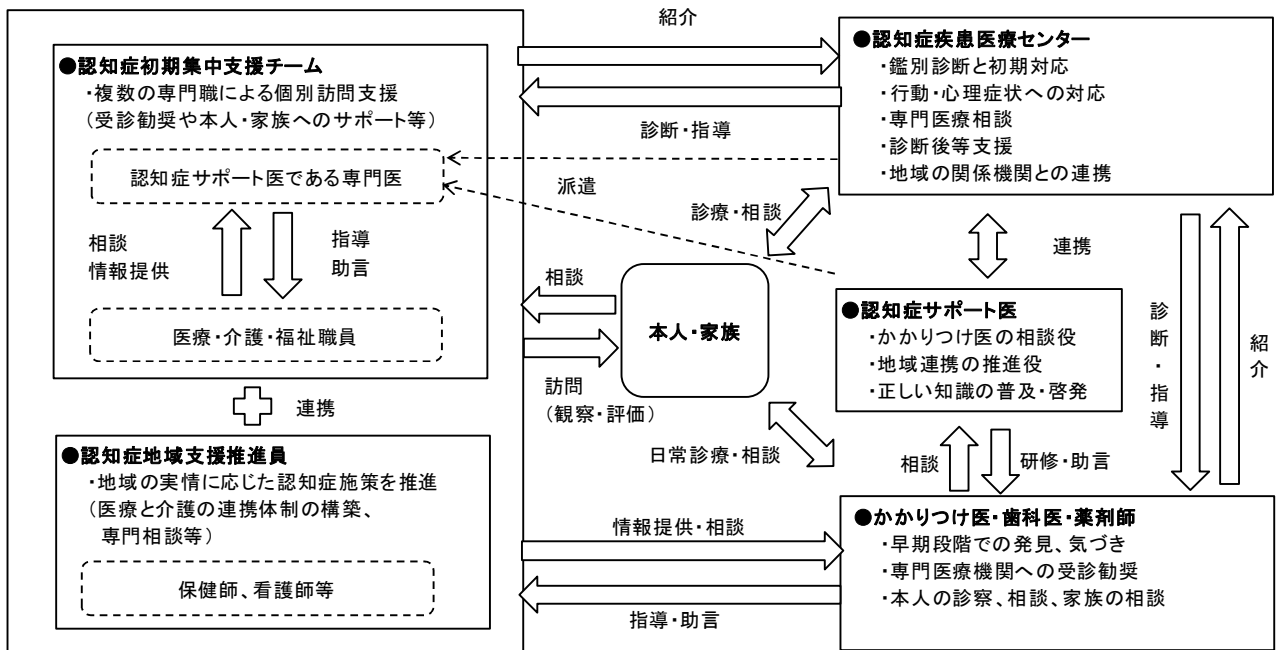 紹介
●認知症初期集中支援チーム
・複数の専門職による個別訪問支援
（受診勧奨や本人・家族へのサポート等）
認知症サポート医である専門医
相談
情報提供
指導
助言
医療・介護・福祉職員
連携
●認知症地域支援推進員
・地域の実情に応じた認知症施策を推進
（医療と介護の連携体制の構築、
専門相談等）
保健師、看護師等
診断・指導
派遣
診療・相談
相談
本人・家族
訪問
（観察・評価）
日常診療・相談
情報提供・相談
指導・助言
●認知症疾患医療センター
・鑑別診断と初期対応
・行動・心理症状への対応
・専門医療相談
・診断後等支援
・地域の関係機関との連携
連携
●認知症サポート医
・かかりつけ医の相談役
・地域連携の推進役
・正しい知識の普及・啓発
診断・指導
紹介
相談
研修・助言
●かかりつけ医・歯科医・薬剤師
・早期段階での発見、気づき
・専門医療機関への受診勧奨
・本人の診察、相談、家族の相談